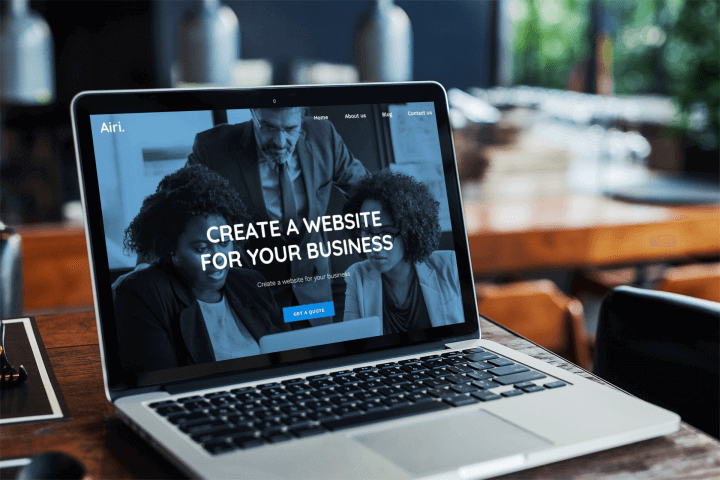 Airi.
Home About us Blog Contact us
CREATE A WEBSITE
FOR YOUR BUSINESS
Create a website for your business
GET A QUOTE